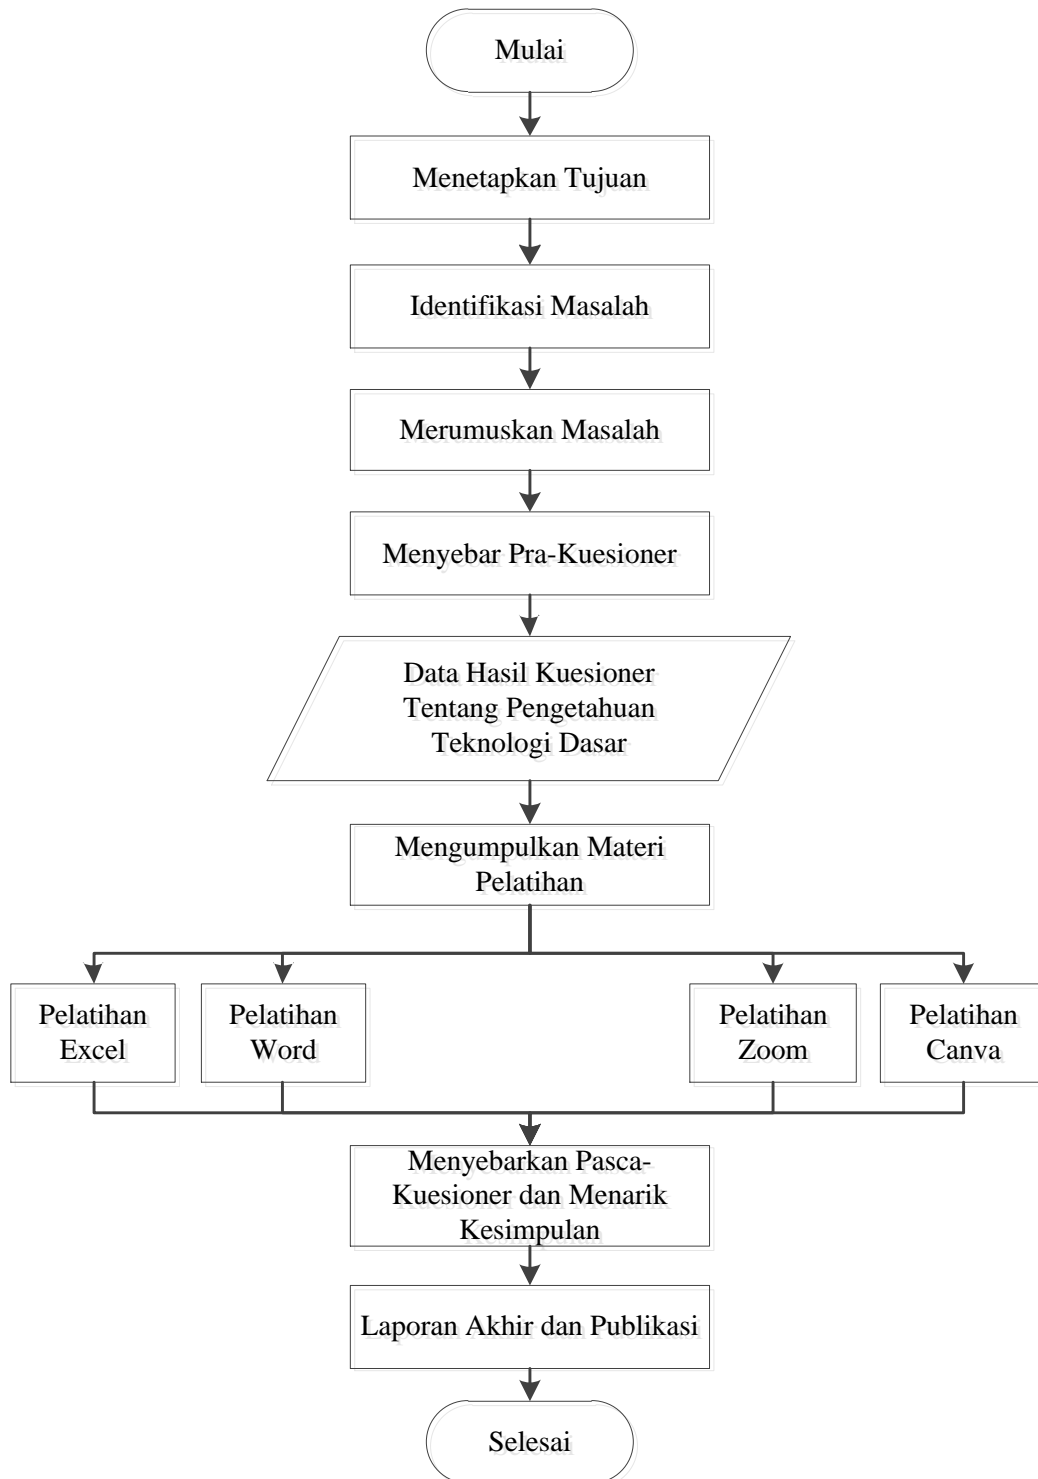 Mulai
Menetapkan Tujuan
Identifikasi Masalah
Merumuskan Masalah
Menyebar Pra-Kuesioner
Data Hasil Kuesioner
Tentang Pengetahuan
Teknologi Dasar
Mengumpulkan Materi
Pelatihan
Pelatihan
Excel
Pelatihan
Word
Pelatihan
Zoom
Pelatihan
Canva
Menyebarkan Pasca-
Kuesioner dan Menarik
Kesimpulan
Laporan Akhir dan Publikasi
Selesai